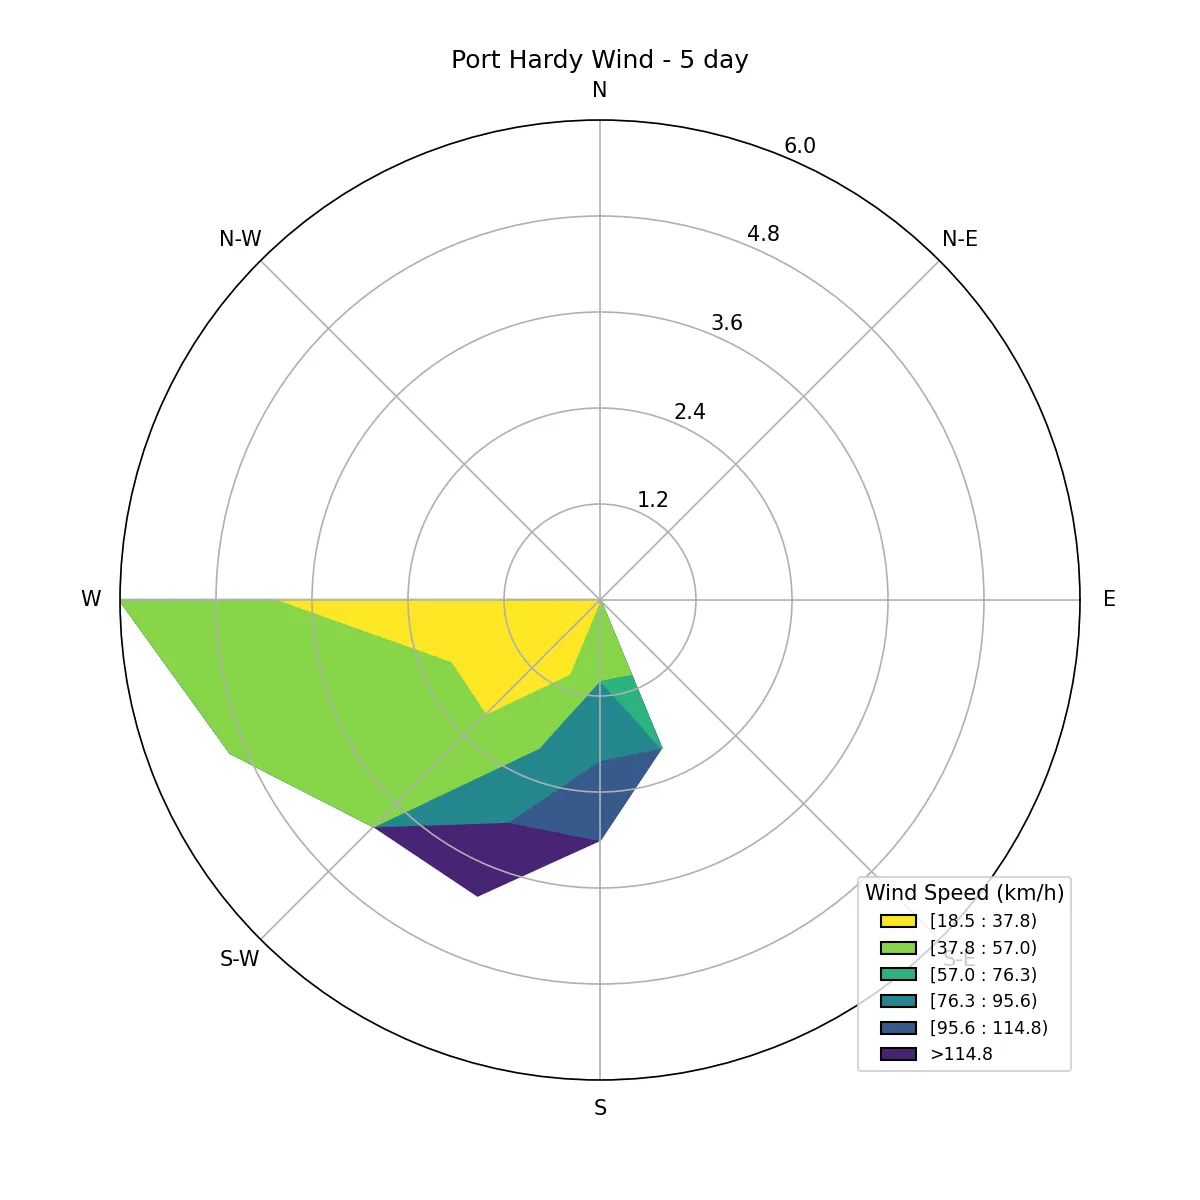 Port Hardy Wind - 5 day
N
6.0
N-W
4.8
N-E
3.6
2.4
1.2
W
E
S-W
S-E
S
Wind Speed (km/h)
[18.5 : 37.8)
[37.8 : 57.0)
[57.0 : 76.3)
[76.3 : 95.6)
[95.6 : 114.8)
>114.8